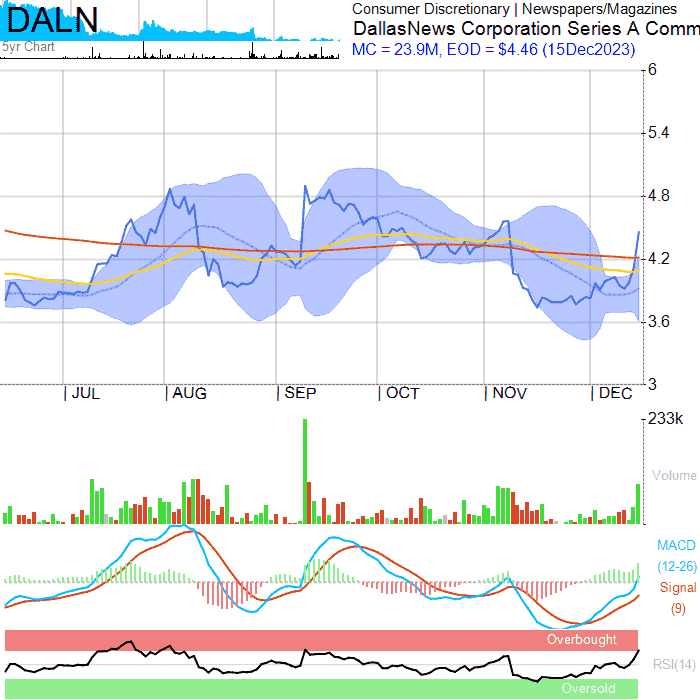 DALN
5yr Chart
Consumer Discretionary | Newspapers/Magazines
DallasNews Corporation Series A Comm
MC = 23.9M, EOD = $4.46 (15Dec2023)
6
5.4
4.8
4.2
3.6
3
| JUL | AUG | SEP | OCT | NOV | DEC
233k
Volume
MACD
(12-26)
Signal
(9)
Overbought
RSI(14)
Oversold